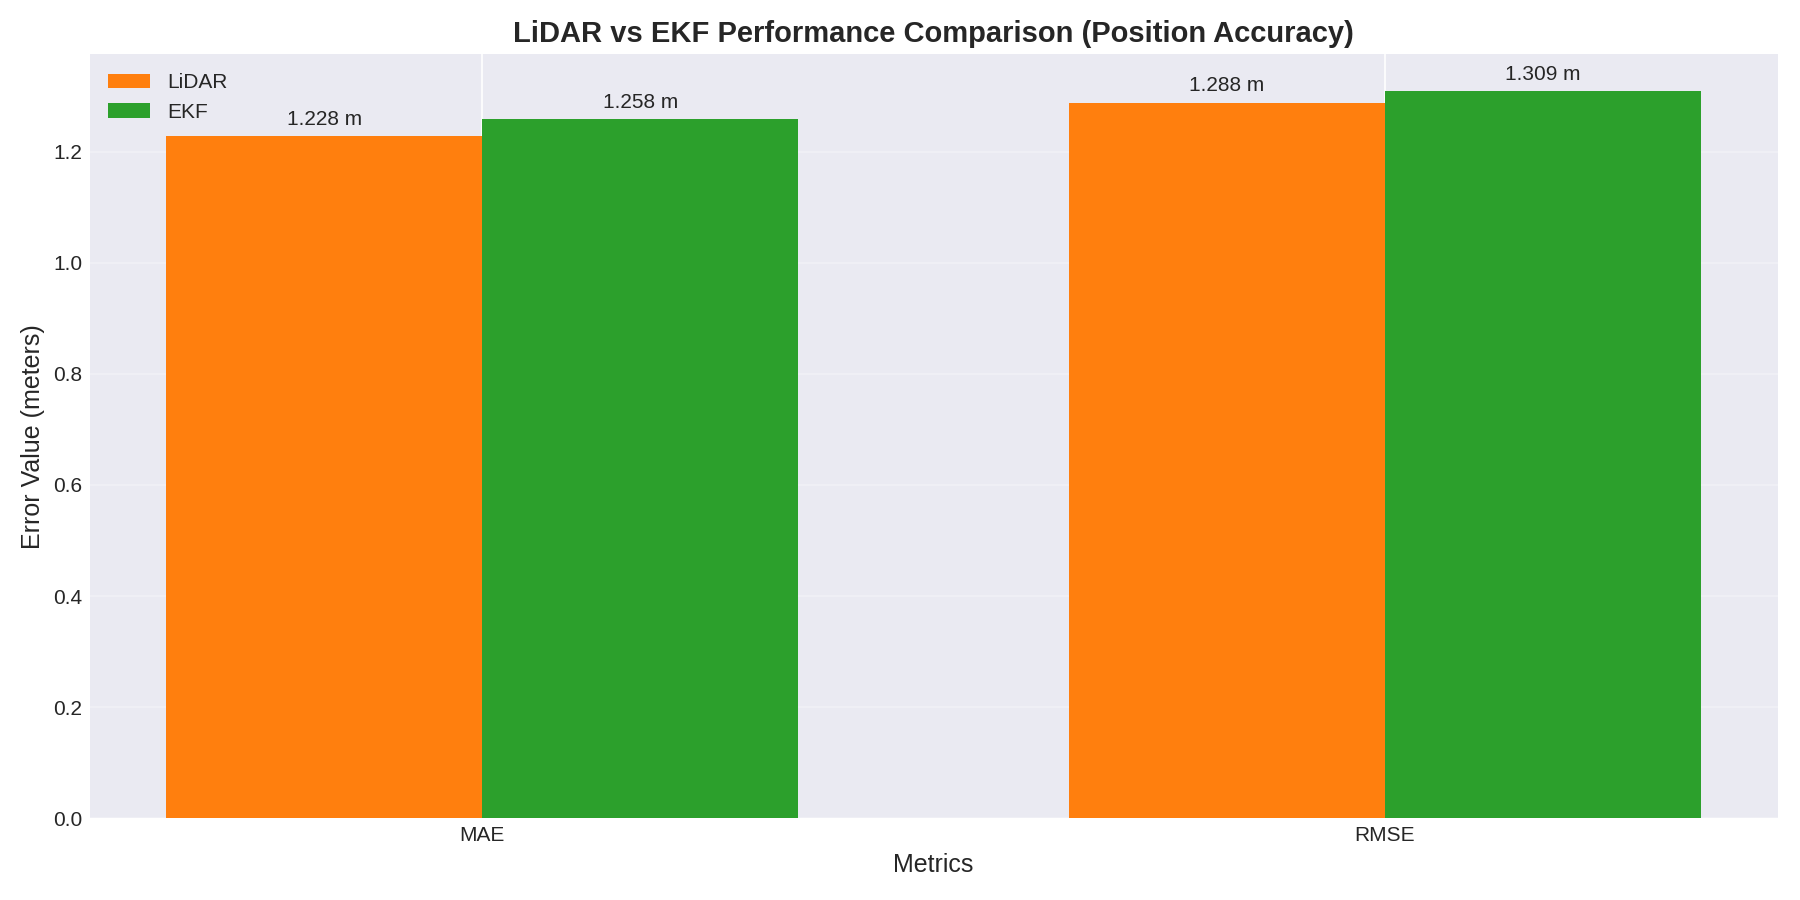 LiDAR vs EKF Performance Comparison (Position Accuracy)
LiDAR
EKF
1.228 m
1.258 m
1.288 m
1.309 m
1.2
1.0
0.8
0.6
0.4
0.2
0.0
Error Value (meters)
MAE
RMSE
Metrics